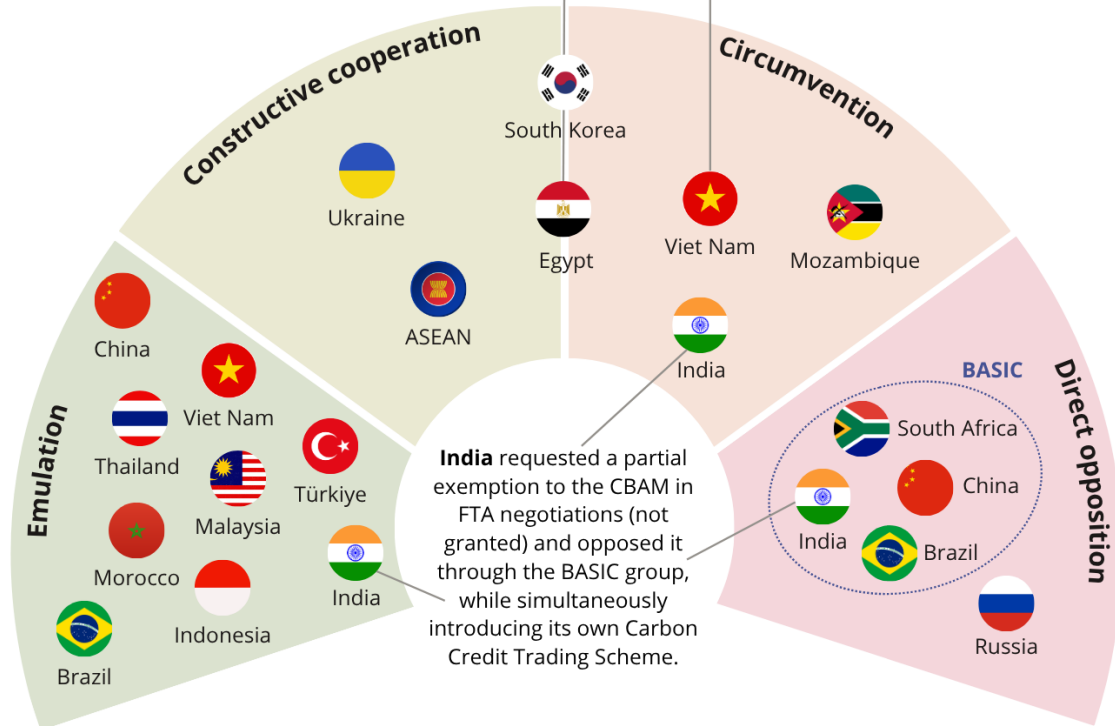 Constructive cooperation
Circumvention
South Korea
Ukraine
Egypt
Viet Nam
Mozambique
ASEAN
India
Emulation
China
Viet Nam
Thailand
Türkiye
Malaysia
Morocco
India
Indonesia
Brazil
India requested a partial
exemption to the CBAM in
FTA negotiations (not
granted) and opposed it
through the BASIC group,
while simultaneously
introducing its own Carbon
Credit Trading Scheme.
Direct opposition
BASIC
South Africa
China
India
Brazil
Russia